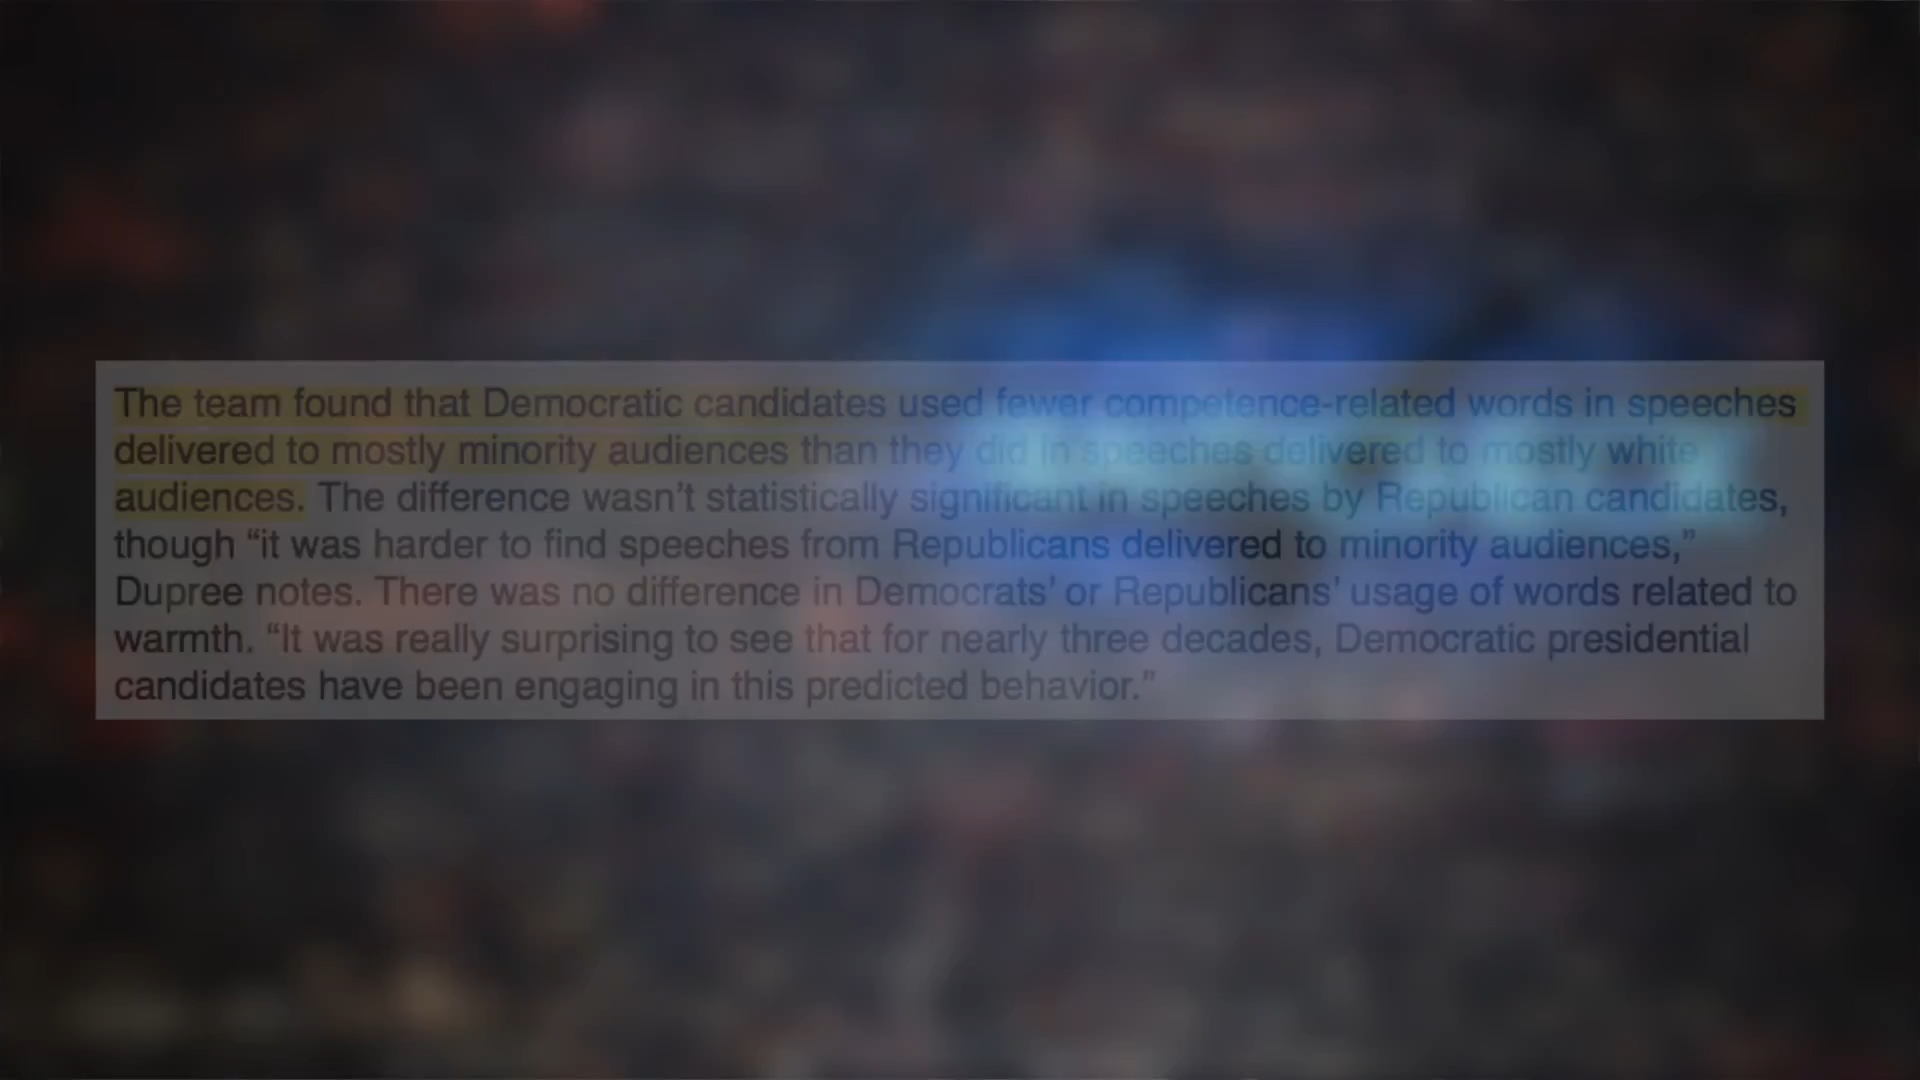 The team found that Democratic candidates used fewer competence-related words in speeches
delivered to mostly minority audiences than they did in speeches delivered to mostly white
audiences. The difference wasn’t statistically significant in speeches by Republican candidates,
though “it was harder to find speeches from Republicans delivered to minority audiences,”
Dupree notes. There was no difference in Democrats’ or Republicans’ usage of words related to
warmth. “It was really surprising to see that for nearly three decades, Democratic presidential
candidates have been engaging in this predicted behavior.”